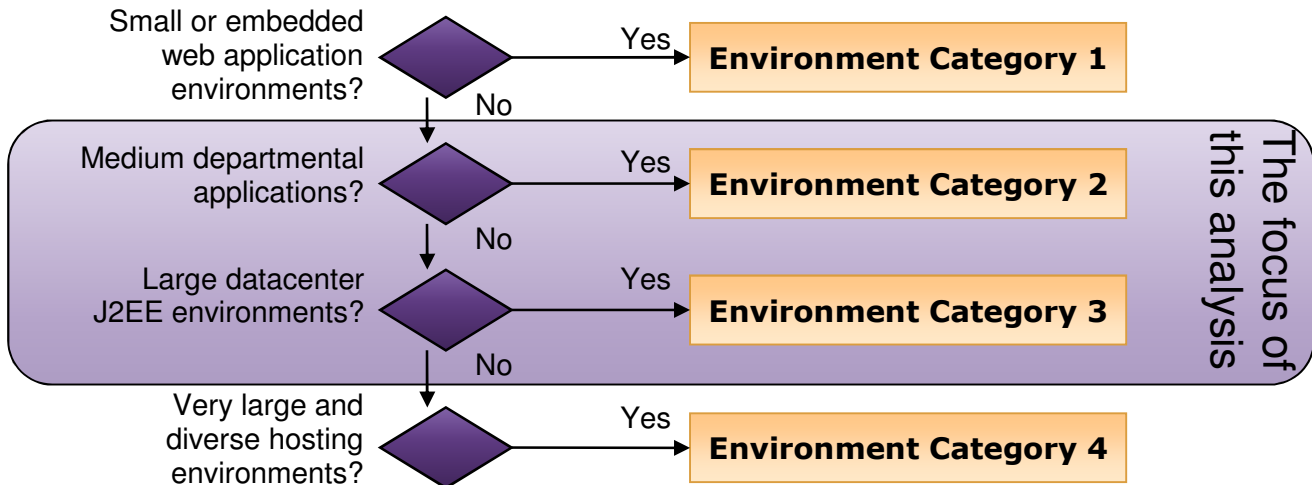 Small or embedded
web application
environments?
Yes
Environment Category 1
No
Medium departmental
applications?
Yes
Environment Category 2
No
Large datacenter
J2EE environments?
Yes
Environment Category 3
No
Very large and
diverse hosting
environments?
Yes
Environment Category 4
The focus of
this analysis